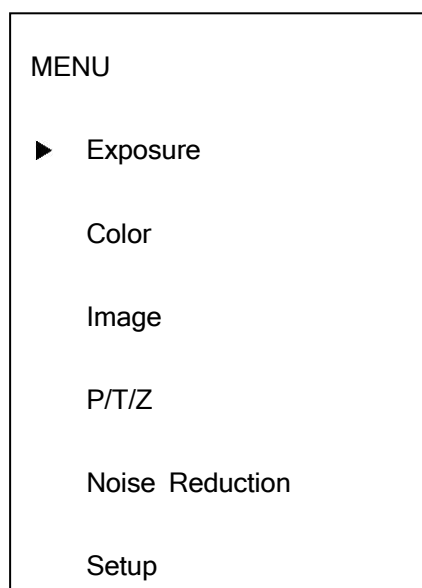 MENU
Exposure
Color
Image
P/T/Z
Noise Reduction
Setup